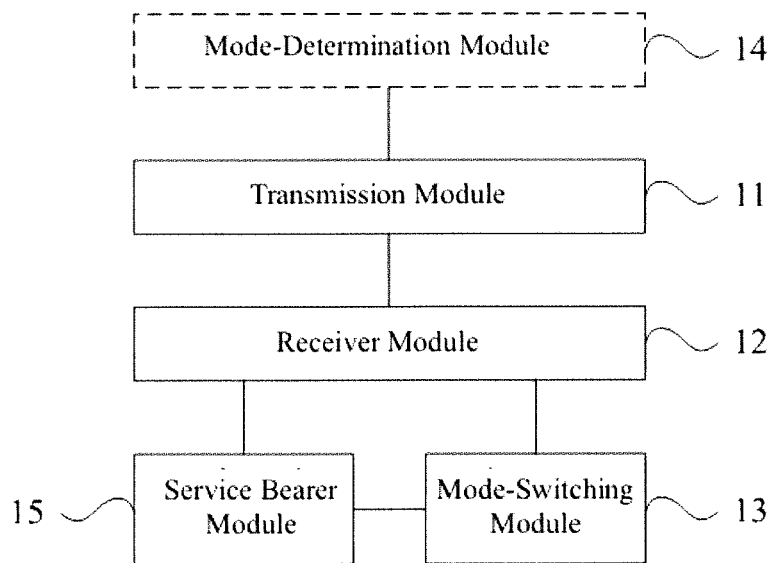 Mode-Determination Module
14
Transmission Module
11
Receiver Module
12
15
Service Bearer
Module
Mode-Switching
Module
13